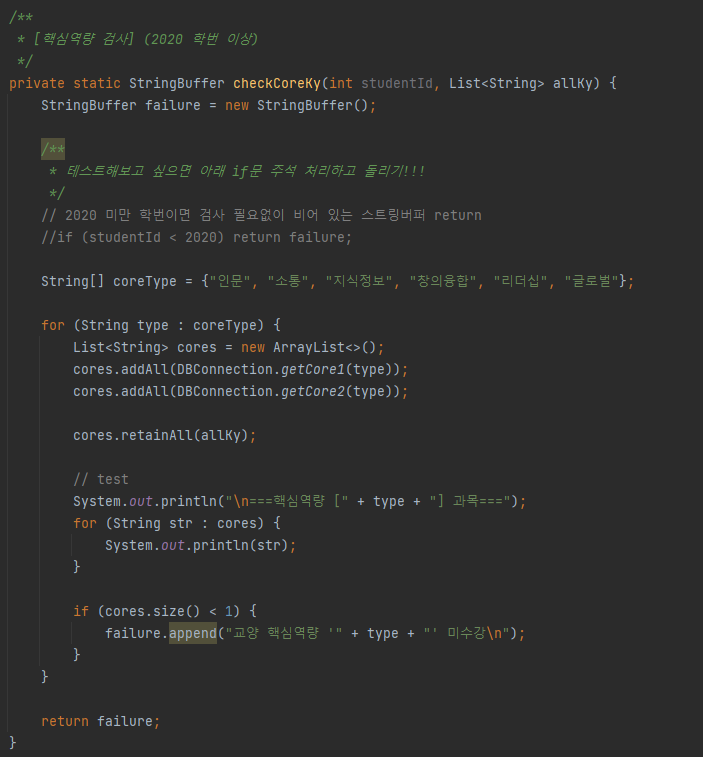 /**
 * [핵심역량 검사] (2020 학번 이상)
 */
private static StringBuffer checkCoreKy(int studentId, List<String> allKy) {
    StringBuffer failure = new StringBuffer();

    /**
     * 테스트해보고 싶으면 아래 if문 주석 처리하고 돌리기!!!
     */
    // 2020 미만 학번이면 검사 필요없이 비어 있는 스트링버퍼 return
    //if (studentId < 2020) return failure;

    String[] coreType = {"인문", "소통", "지식정보", "창의융합", "리더십", "글로벌"};

    for (String type : coreType) {
        List<String> cores = new ArrayList<>();
        cores.addAll(DBConnection.getCore1(type));
        cores.addAll(DBConnection.getCore2(type));

        cores.retainAll(allKy);

        // test
        System.out.println("\n===핵심역량 [" + type + "] 과목===");
        for (String str : cores) {
            System.out.println(str);
        }

        if (cores.size() < 1) {
            failure.append("교양 핵심역량 '" + type + "' 미수강\n");
        }
    }

    return failure;
}